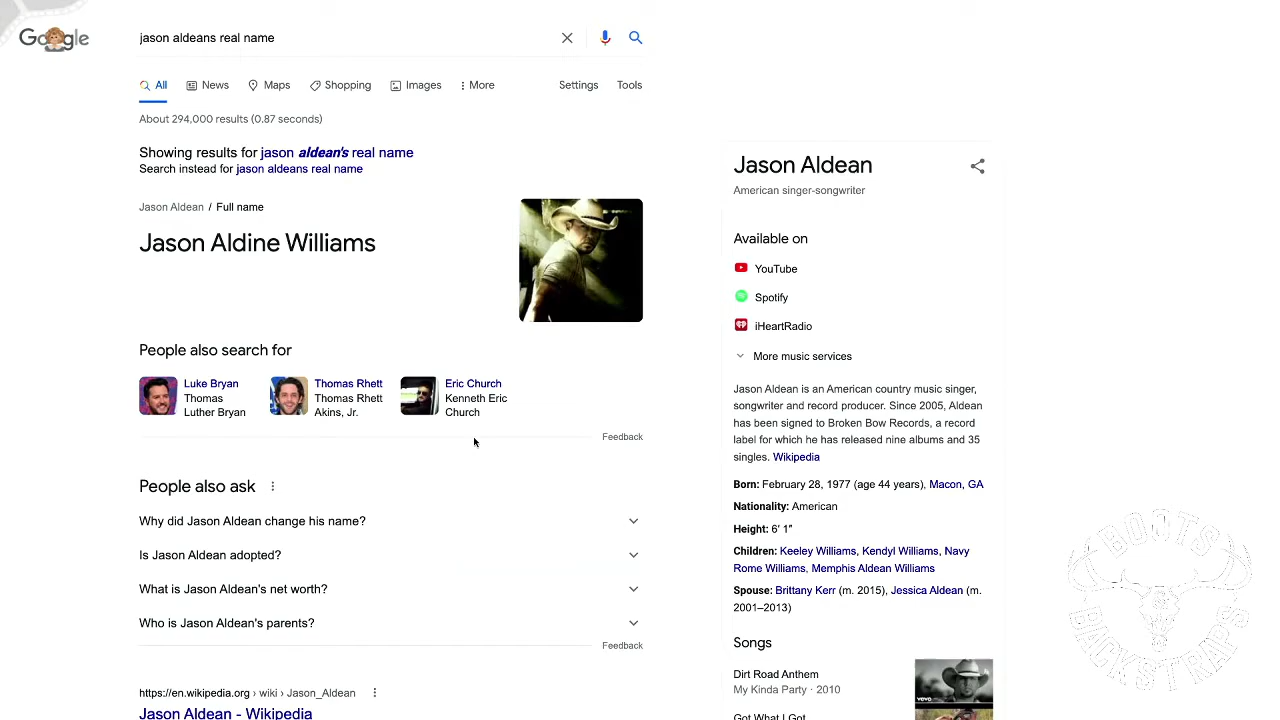 Google
jason aldeans real name
All
News
Maps
Shopping
Images
More
Settings
Tools
About 294,000 results (0.87 seconds)
Showing results for jason aldean's real name
Search instead for jason aldeans real name
Jason Aldean / Full name
Jason Aldine Williams
People also search for
Luke Bryan
Thomas
Luther Bryan
Thomas Rhett
Thomas Rhett
Akins, Jr.
Eric Church
Kenneth Eric
Church
Feedback
People also ask
Why did Jason Aldean change his name?
Is Jason Aldean adopted?
What is Jason Aldean's net worth?
Who is Jason Aldean's parents?
Feedback
https://en.wikipedia.org › wiki › Jason_Aldean
Jason Aldean - Wikipedia
Jason Aldean
American singer-songwriter
Available on
YouTube
Spotify
iHeartRadio
More music services
Jason Aldean is an American country music singer,
songwriter and record producer. Since 2005, Aldean
has been signed to Broken Bow Records, a record
label for which he has released nine albums and 35
singles. Wikipedia
Born: February 28, 1977 (age 44 years), Macon, GA
Nationality: American
Height: 6′ 1″
Children: Keeley Williams, Kendyl Williams, Navy
Rome Williams, Memphis Aldean Williams
Spouse: Brittany Kerr (m. 2015), Jessica Aldean (m.
2001–2013)
Songs
Dirt Road Anthem
My Kinda Party · 2010
vevo
Got What I Got
BOOTS
BACKSTRAPS